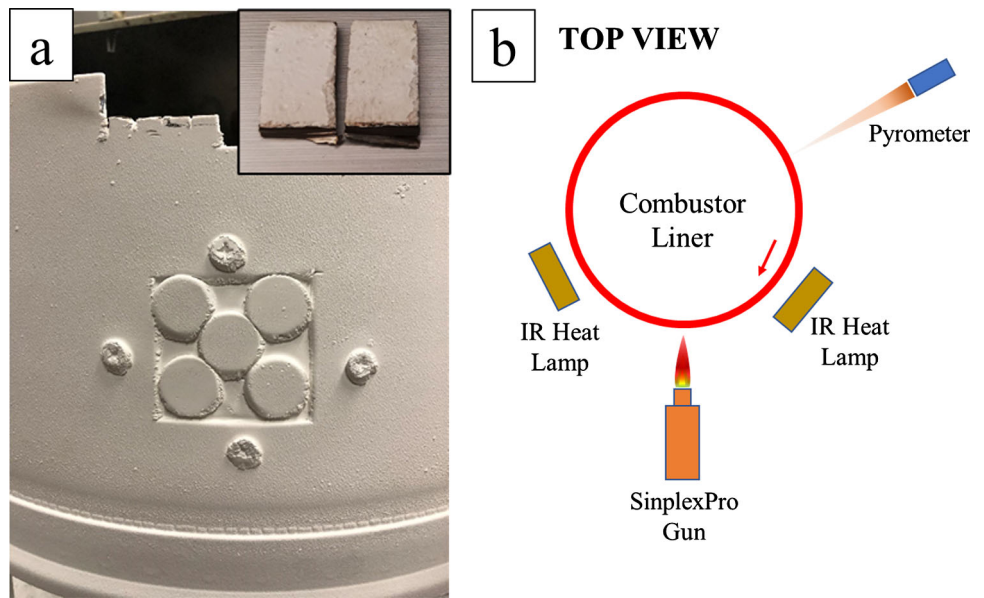 a
b
TOP VIEW
Pyrometer
Combustor
Liner
IR Heat
Lamp
IR Heat
Lamp
SinplexPro
Gun